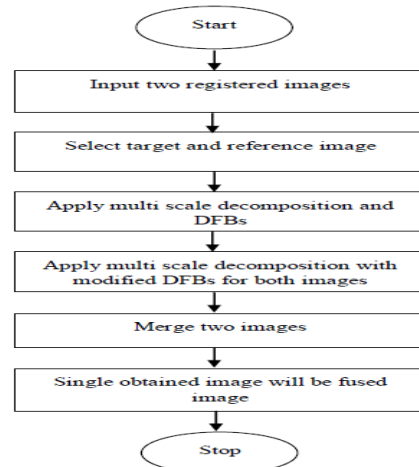 Start
Input two registered images
Select target and reference image
Apply multi scale decomposition and
DFBs
Apply multi scale decomposition with
modified DFBs for both images
Merge two images
Single obtained image will be fused
image
Stop